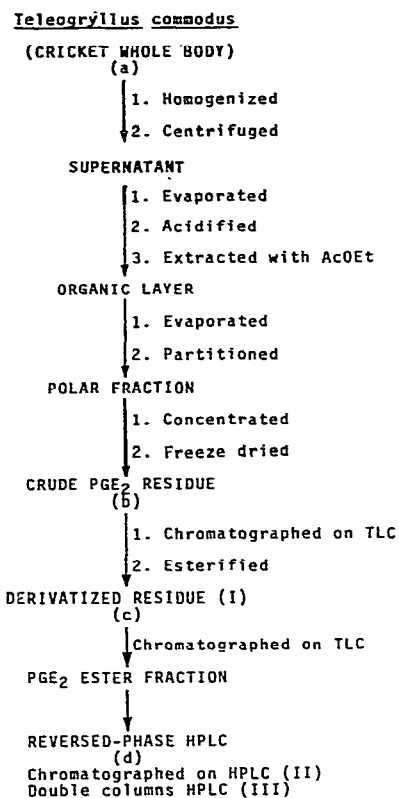 Teleogryllus commodus
(CRICKET WHOLE BODY)
(a)
1. Homogenized
2. Centrifuged
SUPERNATANT
1. Evaporated
2. Acidified
3. Extracted with AcOEt
ORGANIC LAYER
1. Evaporated
2. Partitioned
POLAR FRACTION
1. Concentrated
2. Freeze dried
CRUDE PGE2 RESIDUE
(b)
1. Chromatographed on TLC
2. Esterified
DERIVATIZED RESIDUE (I)
(c)
Chromatographed on TLC
PGE2 ESTER FRACTION
REVERSED-PHASE HPLC
(d)
Chromatographed on HPLC (II)
Double columns HPLC (III)